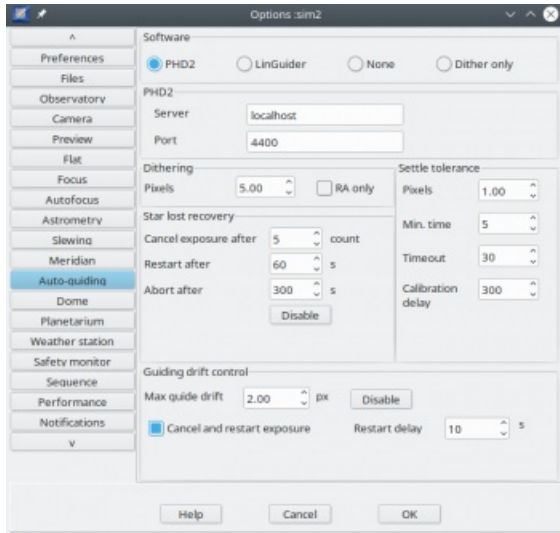 Options :sim2
^
Preferences
Files
Observatory
Camera
Preview
Flat
Focus
Autofocus
Astrometry
Slewing
Meridian
Auto-guiding
Dome
Planetarium
Weather station
Safety monitor
Sequence
Performance
Notifications
v
Software
PHD2 LinGuider None Dither only
PHD2
Server localhost
Port 4400
Dithering
Pixels 5.00 RA only
Star lost recovery
Cancel exposure after 5 count
Restart after 60 s
Abort after 300 s
Disable
Settle tolerance
Pixels 1.00
Min. time 5
Timeout 30
Calibration delay 300
Guiding drift control
Max guide drift 2.00 px Disable
Cancel and restart exposure Restart delay 10 s
Help Cancel OK